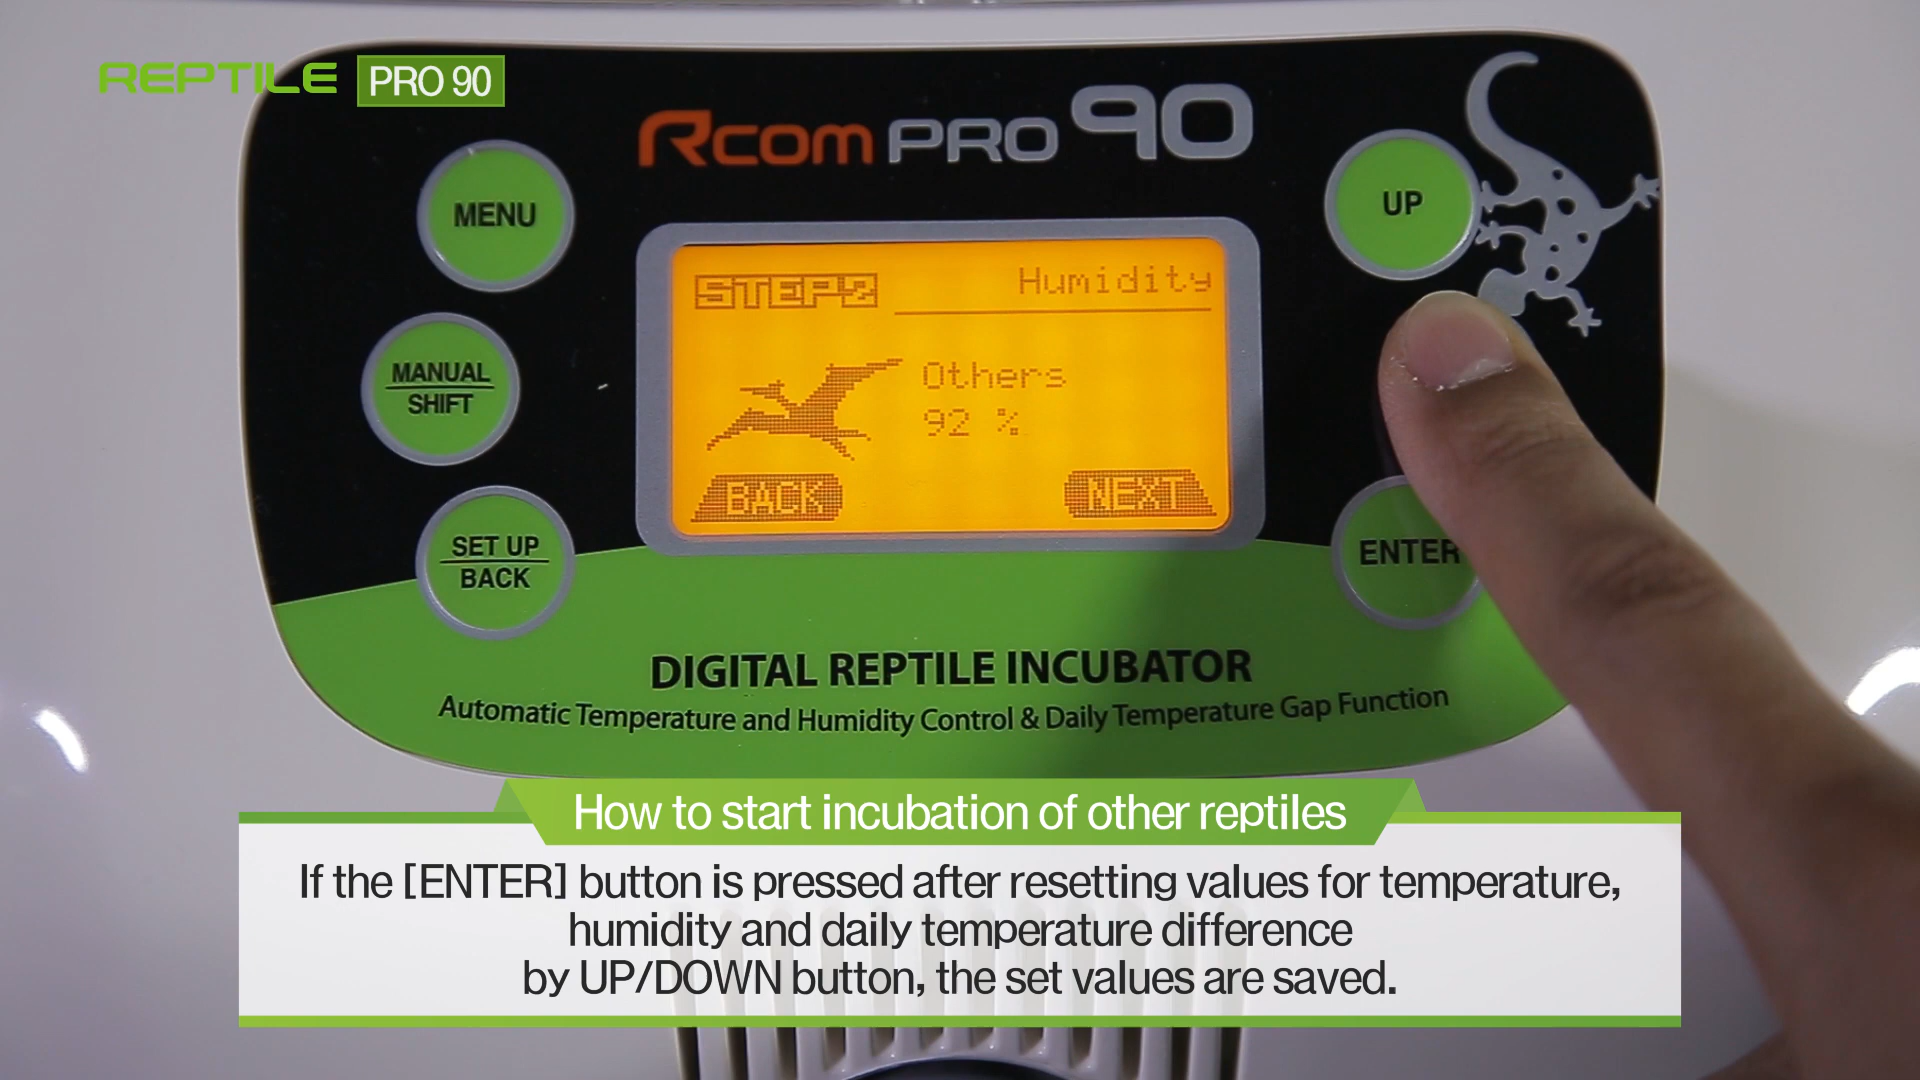 REPTILE PRO 90
Rcom PRO 90
MENU
UP
STEP2 Humidity
MANUAL
SHIFT
Others
92 %
BACK NEXT
SET UP
BACK
ENTER
DIGITAL REPTILE INCUBATOR
Automatic Temperature and Humidity Control & Daily Temperature Gap Function
How to start incubation of other reptiles
If the [ENTER] button is pressed after resetting values for temperature,
humidity and daily temperature difference
by UP/DOWN button, the set values are saved.